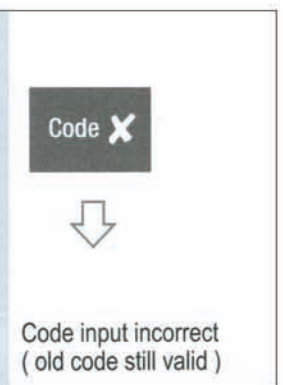 Code ✗
Code input incorrect
( old code still valid )